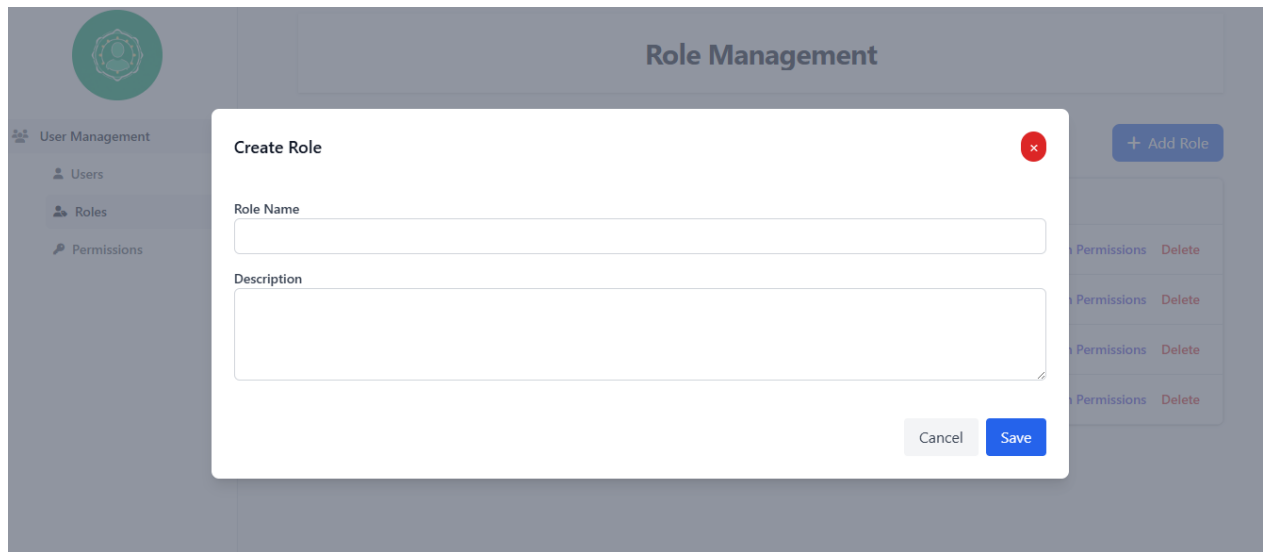 Role Management
User Management
Create Role
×
+ Add Role
Users
Roles
Role Name
Permissions
Permissions Delete
Description
Permissions Delete
Permissions Delete
Permissions Delete
Cancel Save